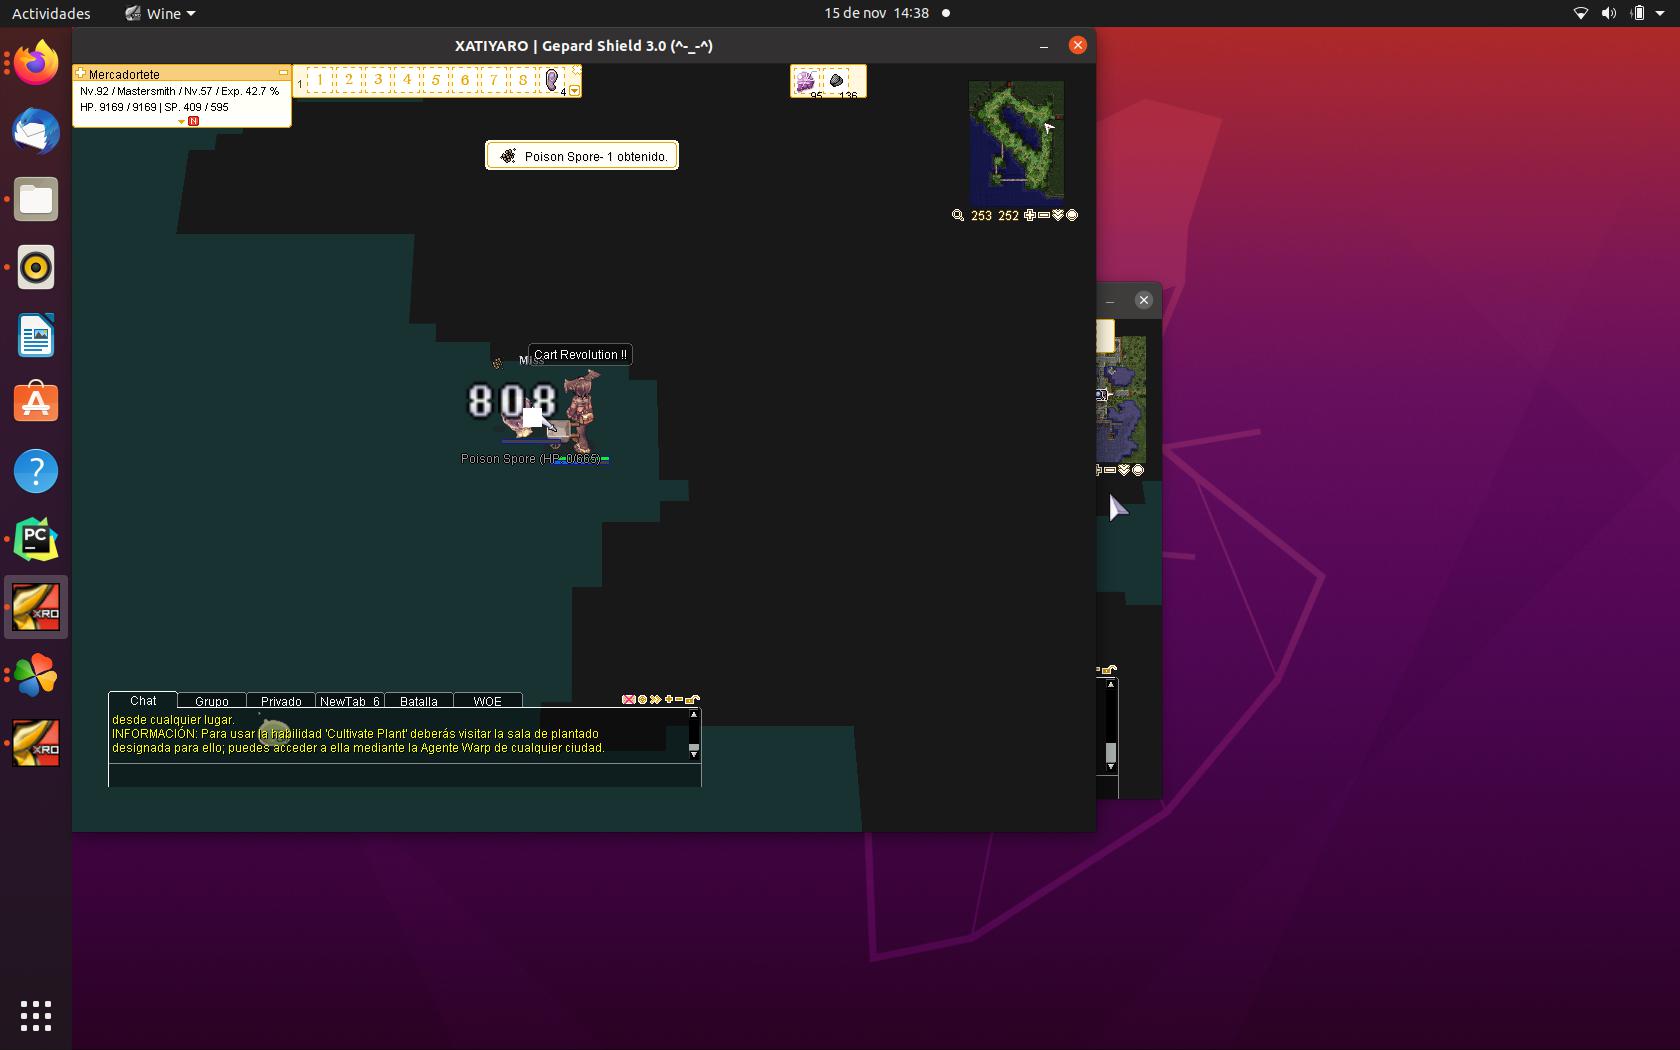 Actividades
Wine
15 de nov 14:38
XATIYARO | Gepard Shield 3.0 (^-_-^)
Mercadortete
Nv.92 / Mastersmith / Nv.57 / Exp. 42.7 %
HP. 9169 / 9169 | SP. 409 / 595
N
1 1 2 3 4 5 6 7 8 4
95 136
Poison Spore- 1 obtenido.
253 252
Miss
Cart Revolution !!
808
Poison Spore (HP: 0/665)
Chat Grupo Privado NewTab_6 Batalla WOE
desde cualquier lugar.
INFORMACIÓN: Para usar la habilidad 'Cultivate Plant' deberás visitar la sala de plantado
designada para ello; puedes acceder a ella mediante la Agente Warp de cualquier ciudad.
PC
XRO
XRO